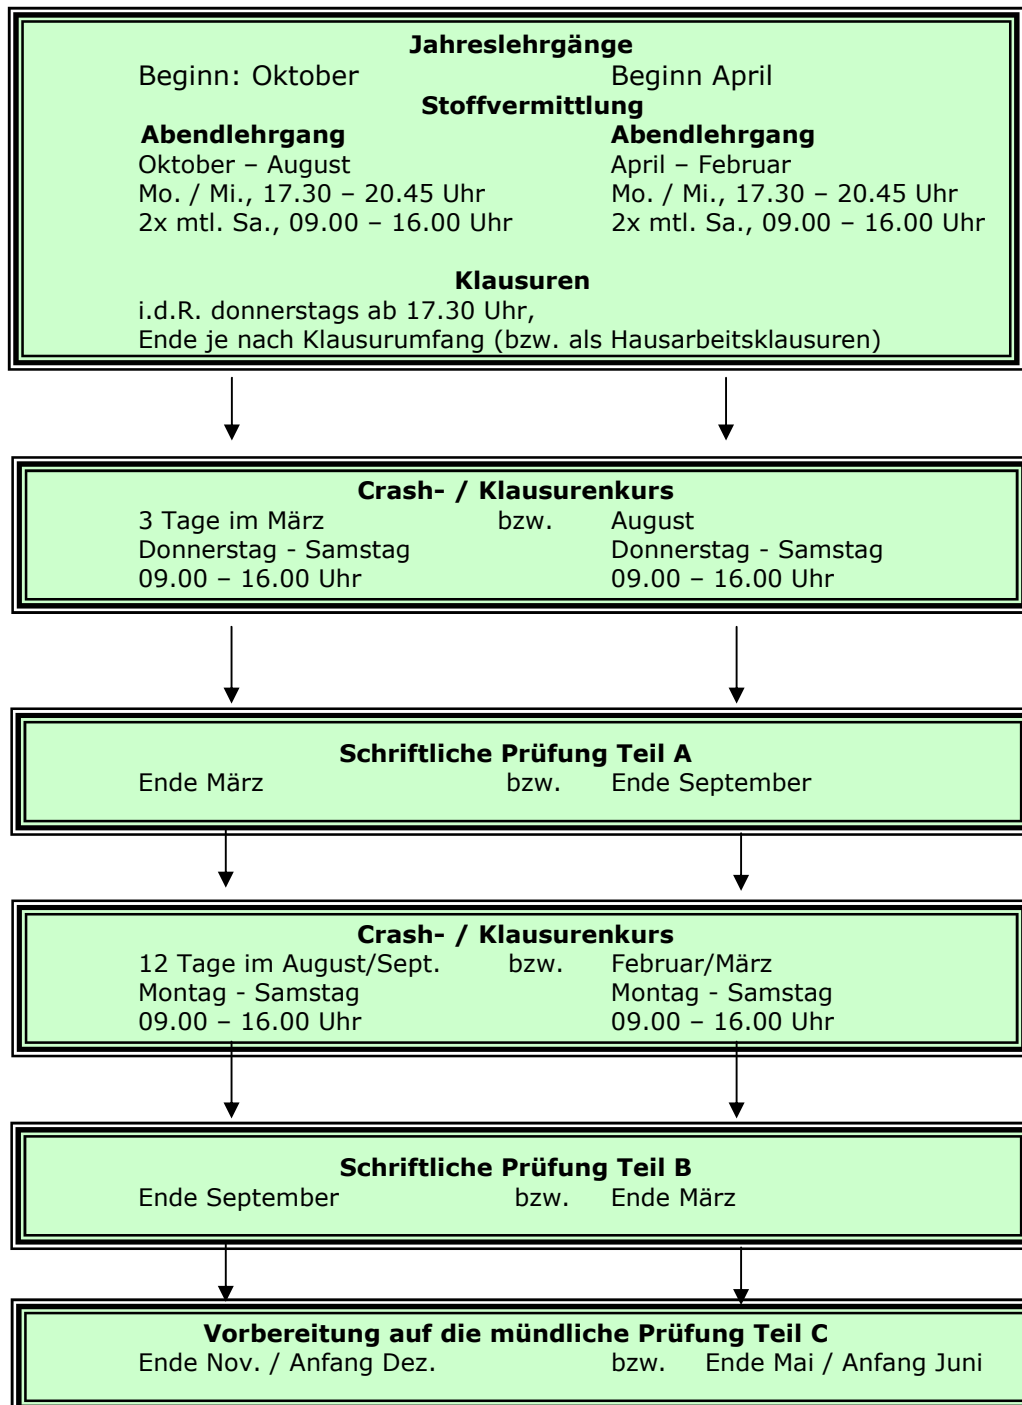 Jahreslehrgänge
Beginn: Oktober Beginn April
Stoffvermittlung
Abendlehrgang Abendlehrgang
Oktober – August April – Februar
Mo. / Mi., 17.30 – 20.45 Uhr Mo. / Mi., 17.30 – 20.45 Uhr
2x mtl. Sa., 09.00 – 16.00 Uhr 2x mtl. Sa., 09.00 – 16.00 Uhr
Klausuren
i.d.R. donnerstags ab 17.30 Uhr,
Ende je nach Klausurumfang (bzw. als Hausarbeitsklausuren)
Crash- / Klausurenkurs
3 Tage im März bzw. August
Donnerstag - Samstag Donnerstag - Samstag
09.00 – 16.00 Uhr 09.00 – 16.00 Uhr
Schriftliche Prüfung Teil A
Ende März bzw. Ende September
Crash- / Klausurenkurs
12 Tage im August/Sept. bzw. Februar/März
Montag - Samstag Montag - Samstag
09.00 – 16.00 Uhr 09.00 – 16.00 Uhr
Schriftliche Prüfung Teil B
Ende September bzw. Ende März
Vorbereitung auf die mündliche Prüfung Teil C
Ende Nov. / Anfang Dez. bzw. Ende Mai / Anfang Juni